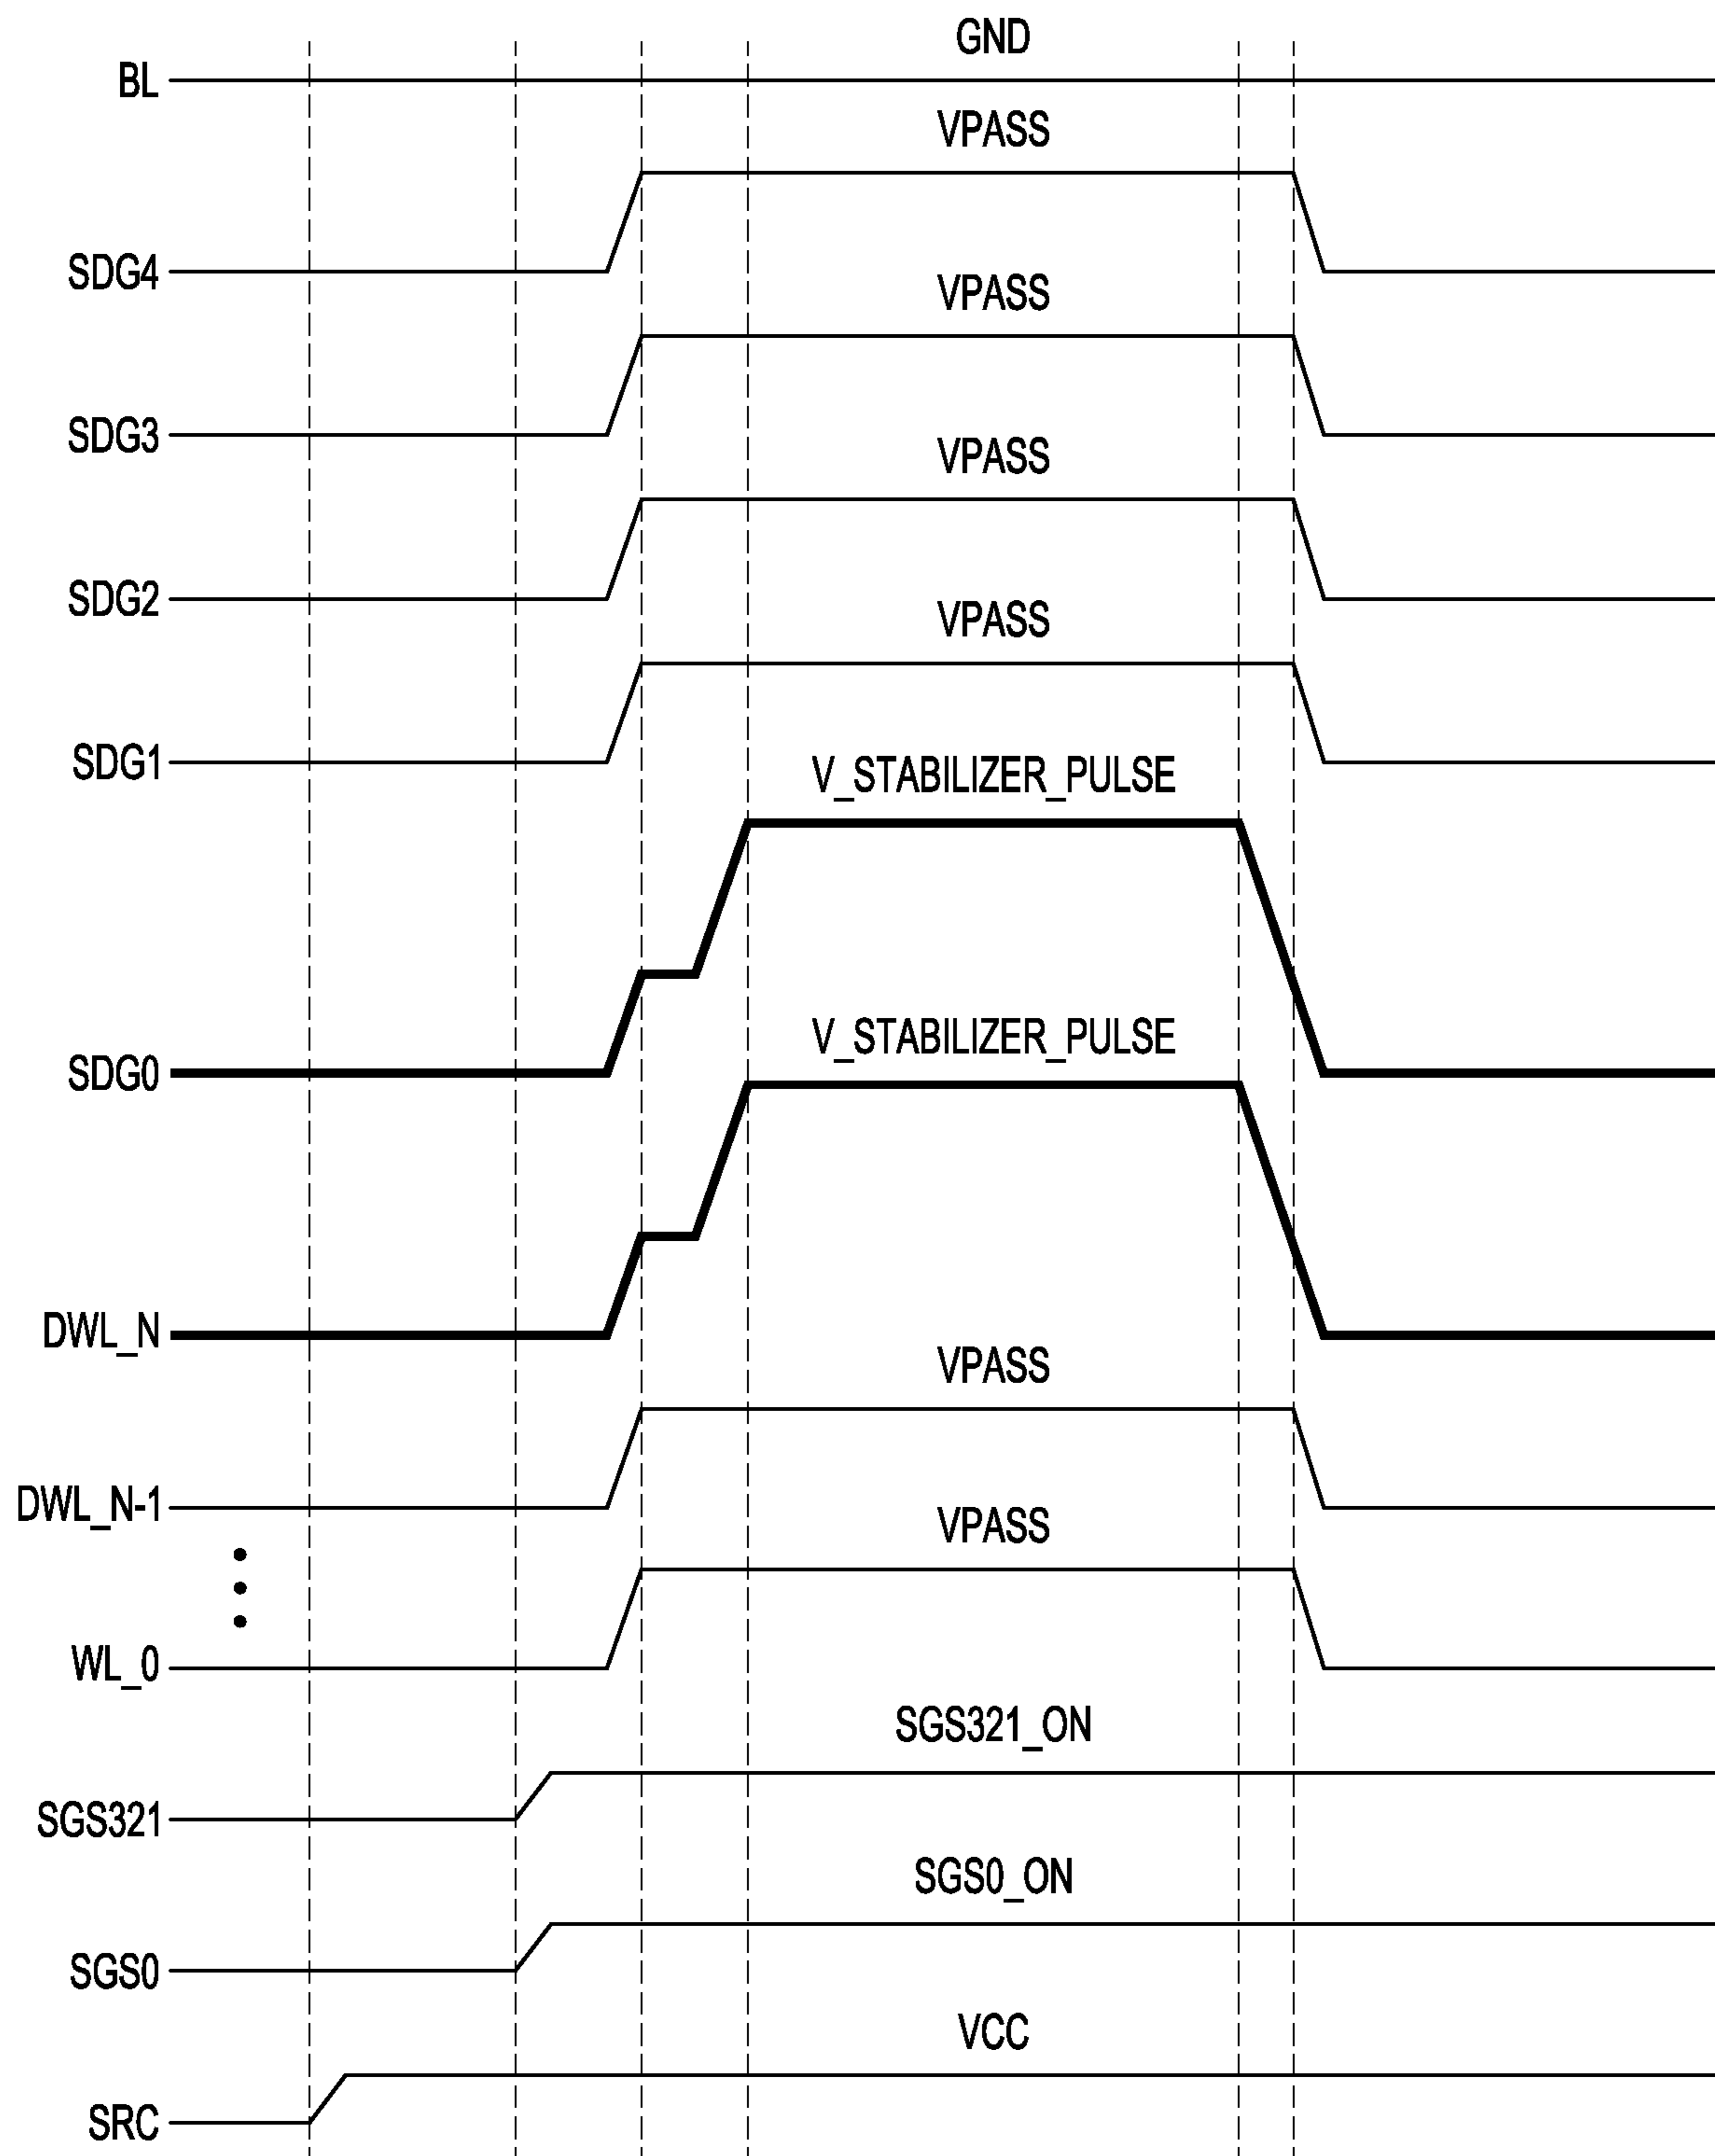 GND
BL
VPASS
SDG4
VPASS
SDG3
VPASS
SDG2
VPASS
SDG1
V_STABILIZER_PULSE
SDG0
V_STABILIZER_PULSE
DWL_N
VPASS
DWL_N-1
VPASS
WL_0
SGS321_ON
SGS321
SGS0_ON
SGS0
VCC
SRC